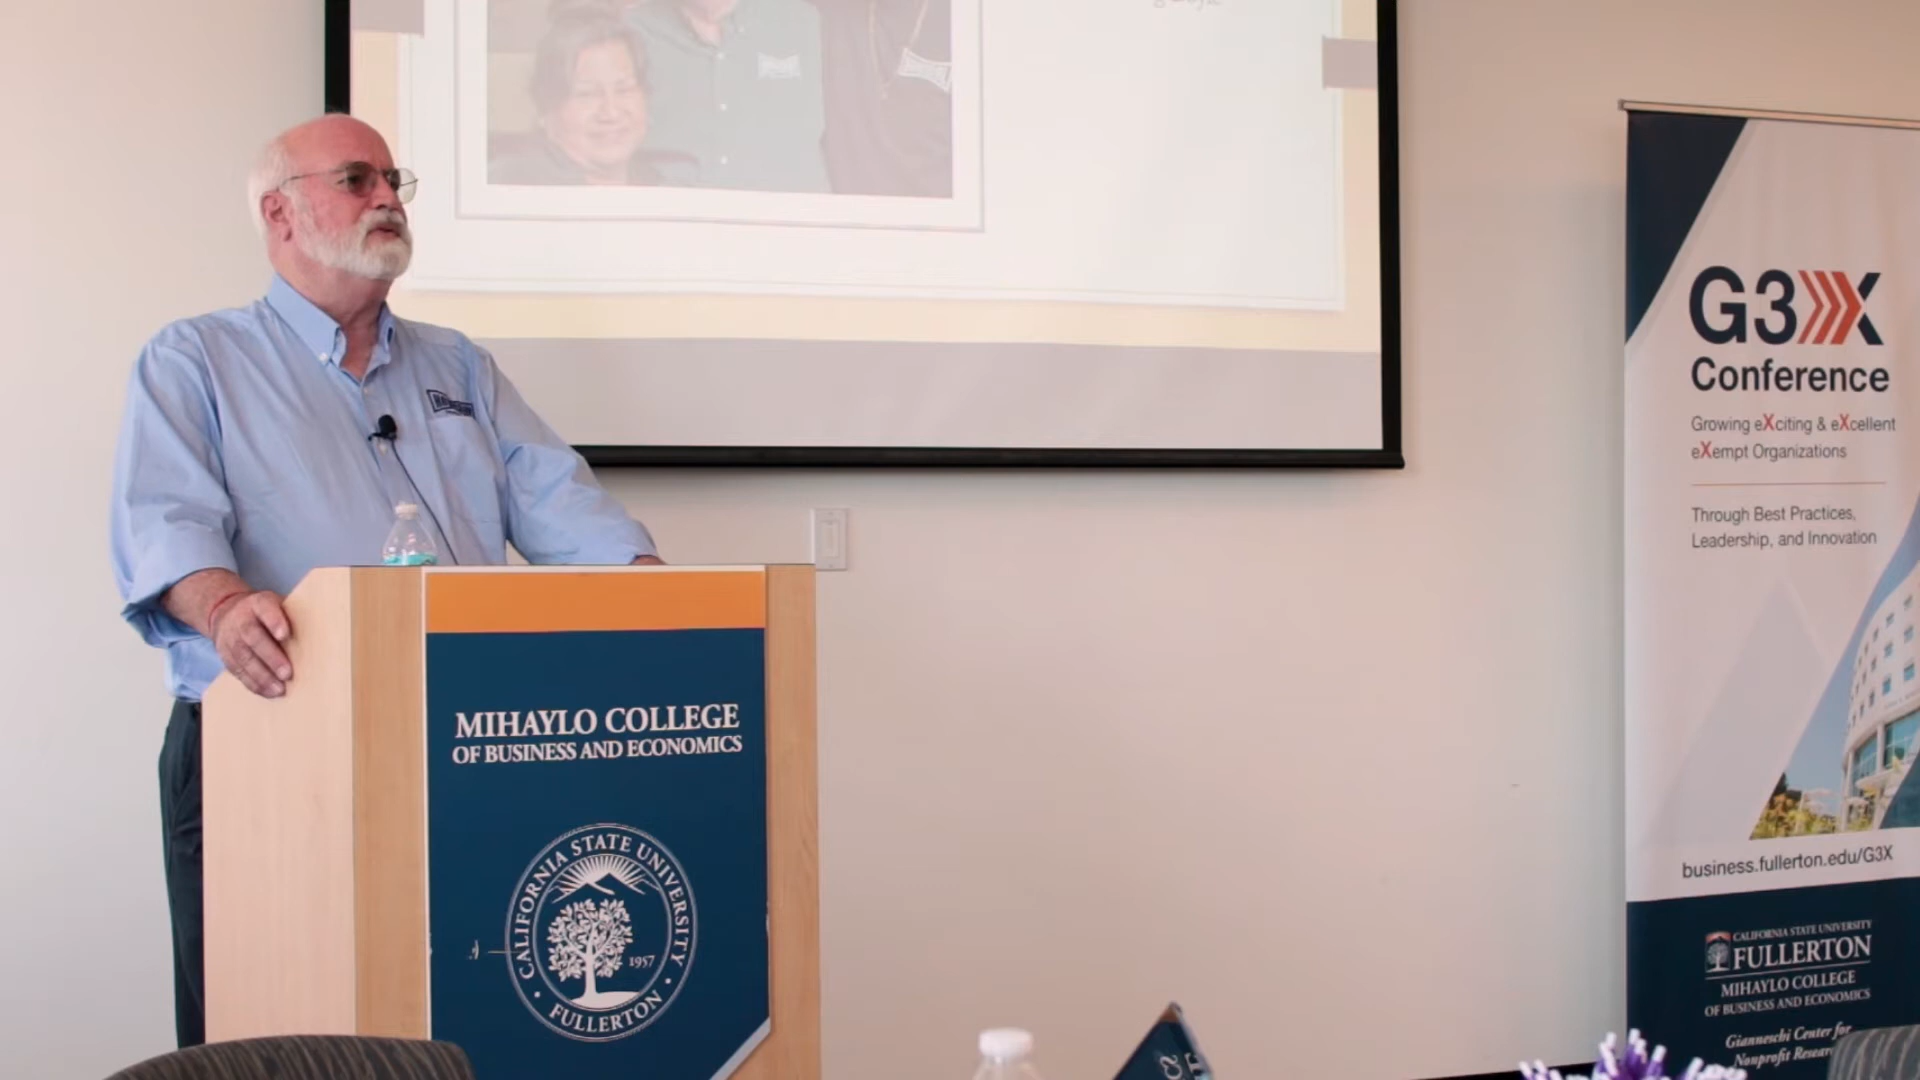 G3X
Conference
Growing eXciting & eXcellent
eXempt Organizations
Through Best Practices,
Leadership, and Innovation
business.fullerton.edu/G3X
CALIFORNIA STATE UNIVERSITY
FULLERTON
MIHAYLO COLLEGE
OF BUSINESS AND ECONOMICS
Gianneschi Center for
Nonprofit
MIHAYLO COLLEGE
OF BUSINESS AND ECONOMICS
CALIFORNIA STATE UNIVERSITY
1957
FULLERTON